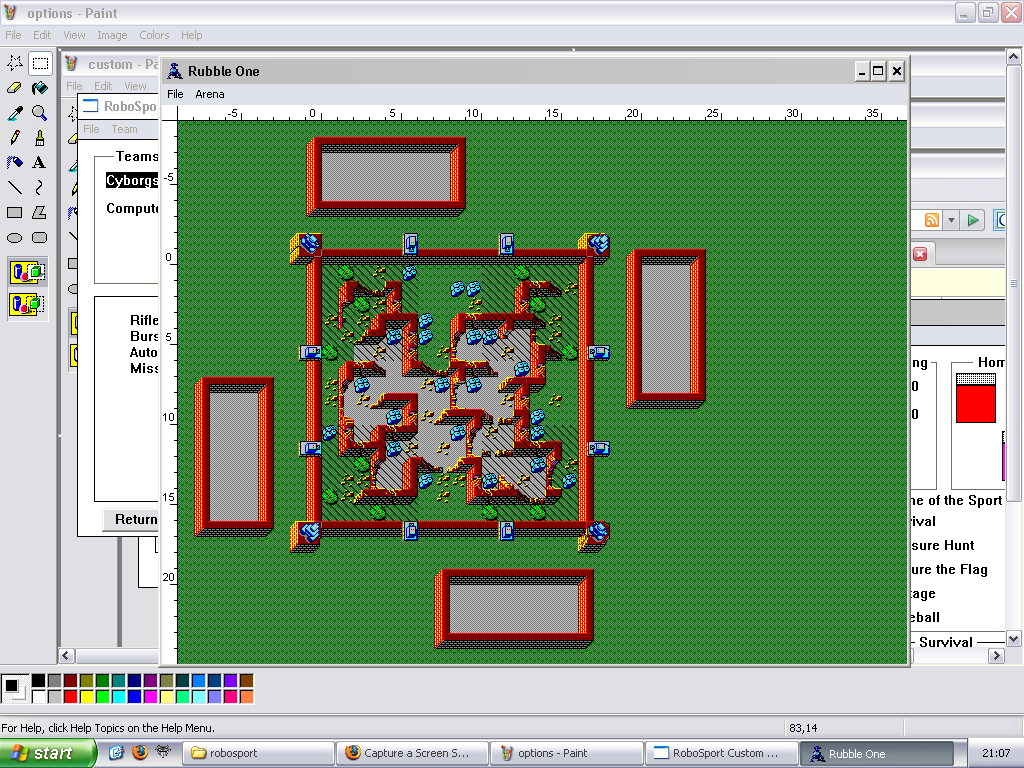 options - Paint
File Edit View Image Colors Help
custom - Pa
File Edit View
RoboSpo
File Team
Teams
Cyborgs
Compute
Rifle
Burs
Auto
Miss
Return
Rubble One
File Arena
-5 0 5 10 15 20 25 30 35
-5
0
5
10
15
20
ng
Hom
0
0
ne of the Sport
vival
sure Hunt
ure the Flag
tage
eball
Survival
For Help, click Help Topics on the Help Menu.
83,14
start
robosport
Capture a Screen S...
options - Paint
RoboSport Custom ...
Rubble One
21:07